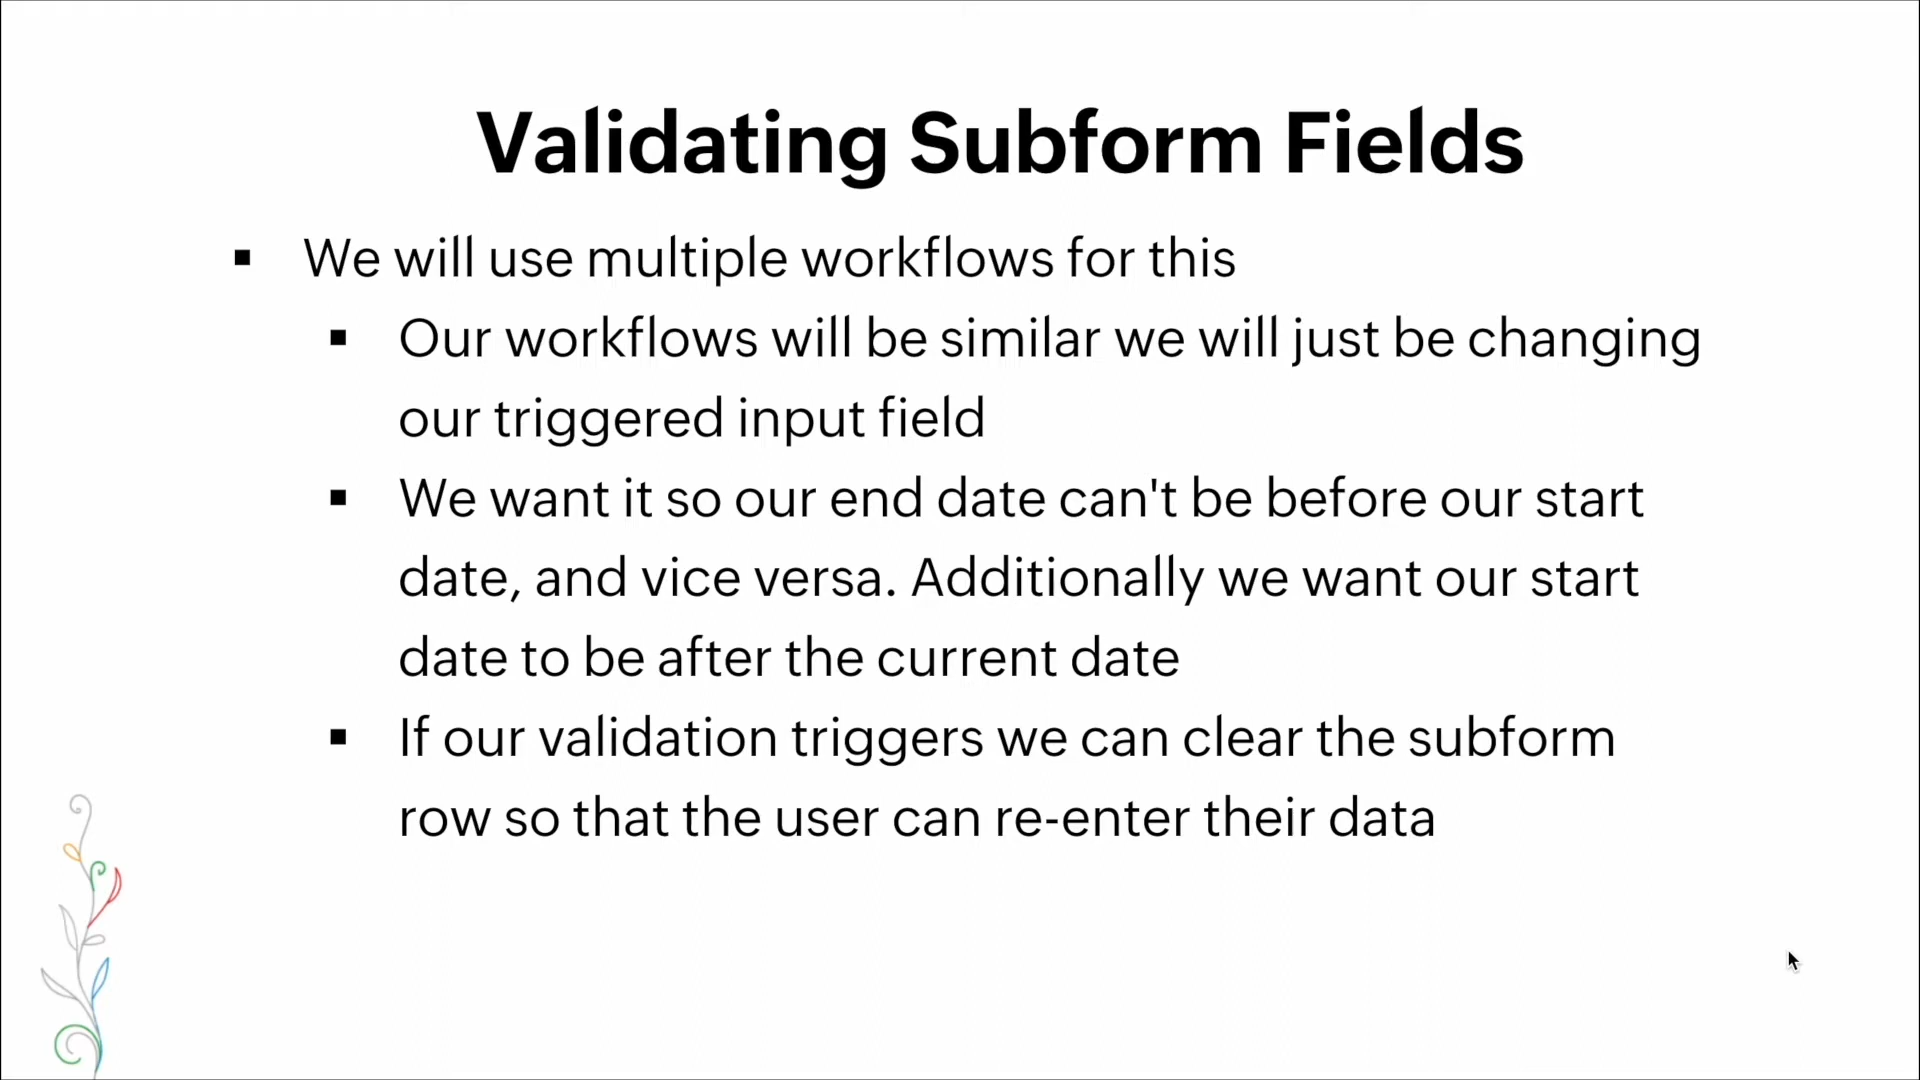 Validating Subform Fields
▪ We will use multiple workflows for this
▪ Our workflows will be similar we will just be changing
our triggered input field
▪ We want it so our end date can't be before our start
date, and vice versa. Additionally we want our start
date to be after the current date
▪ If our validation triggers we can clear the subform
row so that the user can re-enter their data